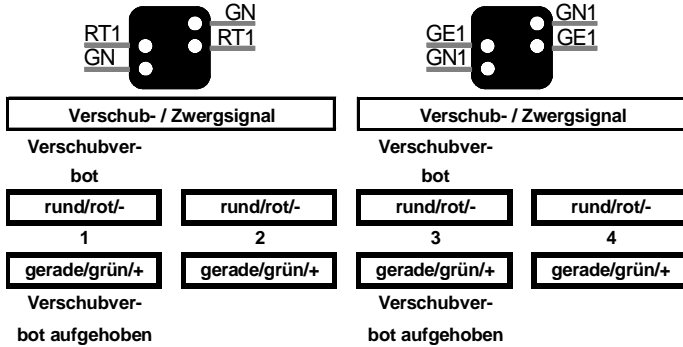 GN GN1
RT1 RT1 GE1 GE1
GN GN1
Verschub- / Zwergsignal Verschub- / Zwergsignal
Verschubver- Verschubver-
bot bot
rund/rot/- rund/rot/- rund/rot/- rund/rot/-
1 2 3 4
gerade/grün/+ gerade/grün/+ gerade/grün/+ gerade/grün/+
Verschubver- Verschubver-
bot aufgehoben bot aufgehoben